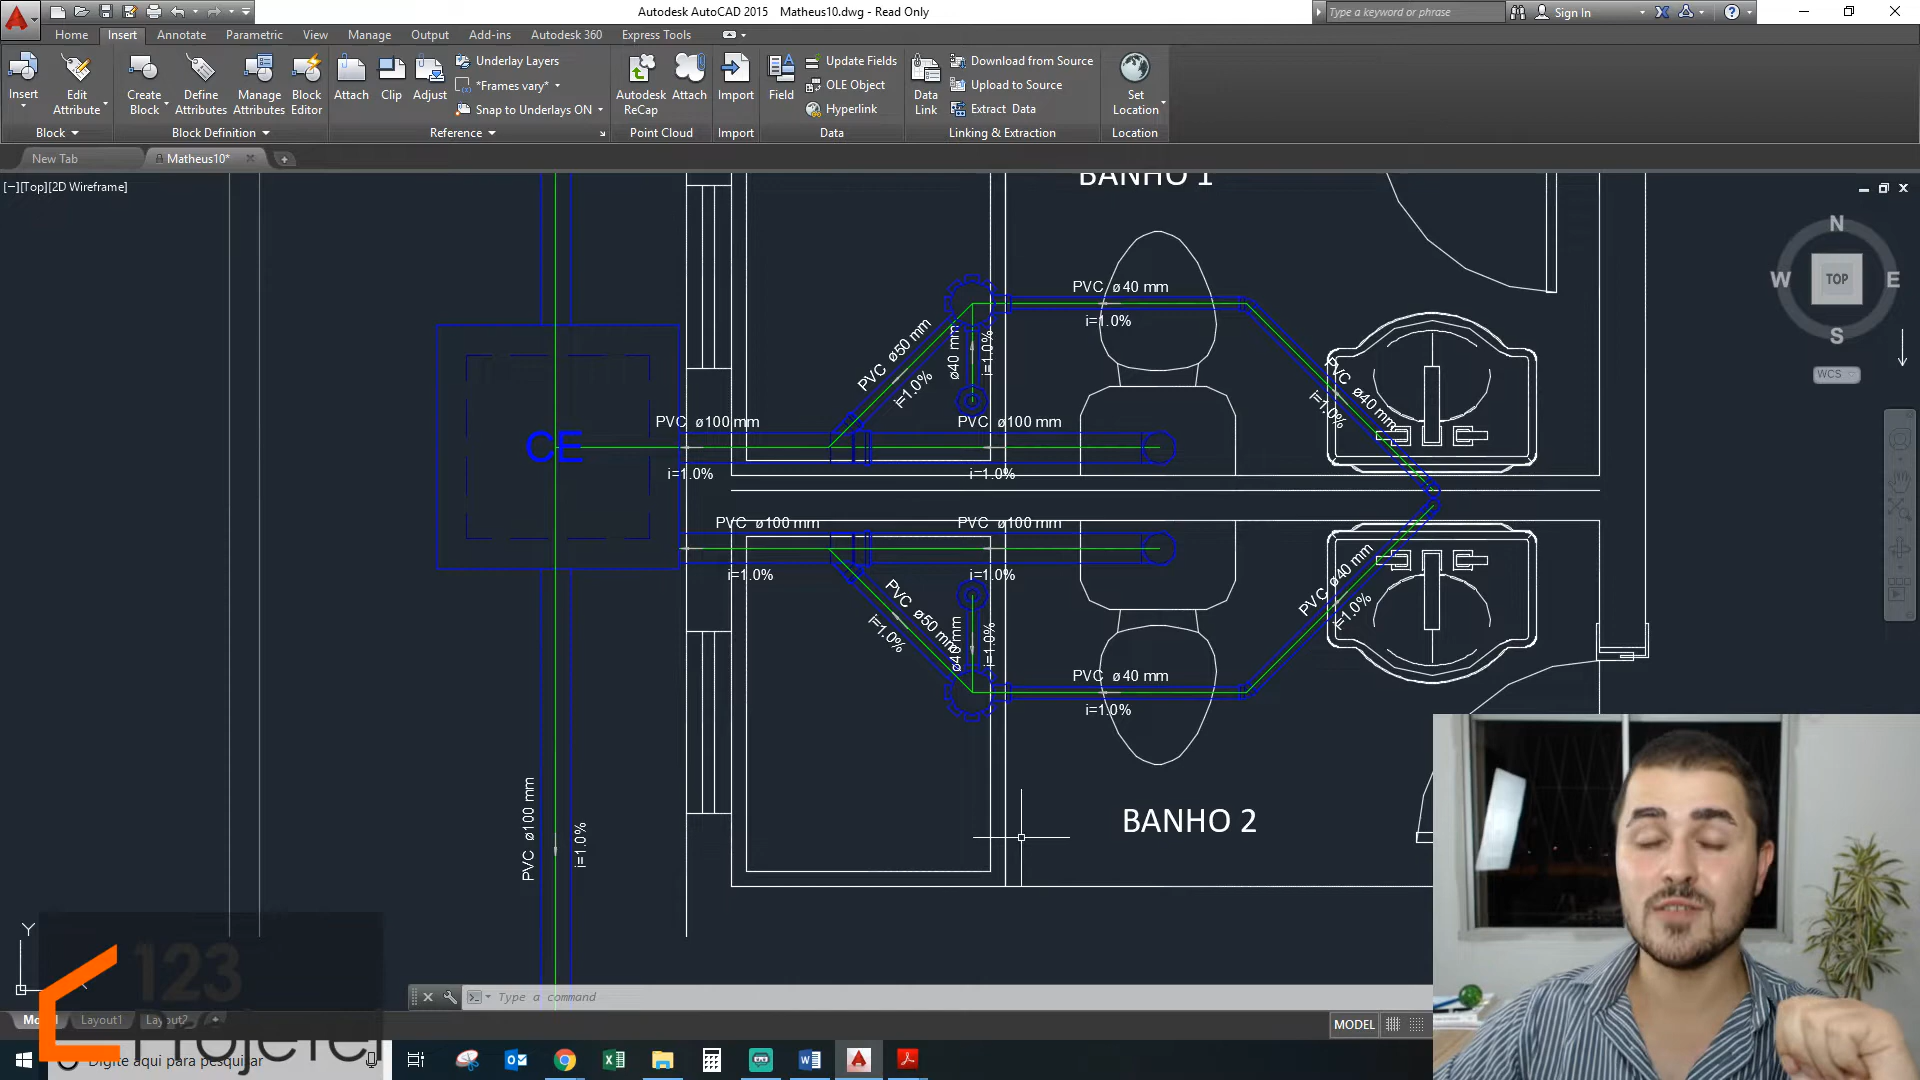 Autodesk AutoCAD 2015 Matheus10.dwg - Read Only
Type a keyword or phrase
Sign In
Home Insert Annotate Parametric View Manage Output Add-ins Autodesk 360 Express Tools
Insert
Edit Attribute
Create Block
Define Attributes
Manage Attributes
Block Editor
Attach
Clip
Adjust
Underlay Layers
*Frames vary*
Snap to Underlays ON
Autodesk ReCap
Attach
Import
Field
Update Fields
OLE Object
Hyperlink
Data Link
Download from Source
Upload to Source
Extract Data
Set Location
Block
Block Definition
Reference
Point Cloud
Import
Data
Linking & Extraction
Location
New Tab
Matheus10*
[−][Top][2D Wireframe]
BANHO 1
N
W
TOP
E
S
WCS
PVC ø40 mm
i=1.0%
PVC ø50 mm
i=1.0%
ø40 mm
i=1.0%
PVC ø40 mm
i=1.0%
PVC ø100 mm
i=1.0%
PVC ø100 mm
i=1.0%
CE
PVC ø100 mm
i=1.0%
PVC ø100 mm
i=1.0%
PVC ø50 mm
i=1.0%
ø40 mm
i=1.0%
PVC ø40 mm
i=1.0%
PVC ø40 mm
i=1.0%
BANHO 2
PVC ø100 mm
i=1.0%
Y
123
Projetei
Type a command
Layout1
Layout2
MODEL
Digite aqui para pesquisar